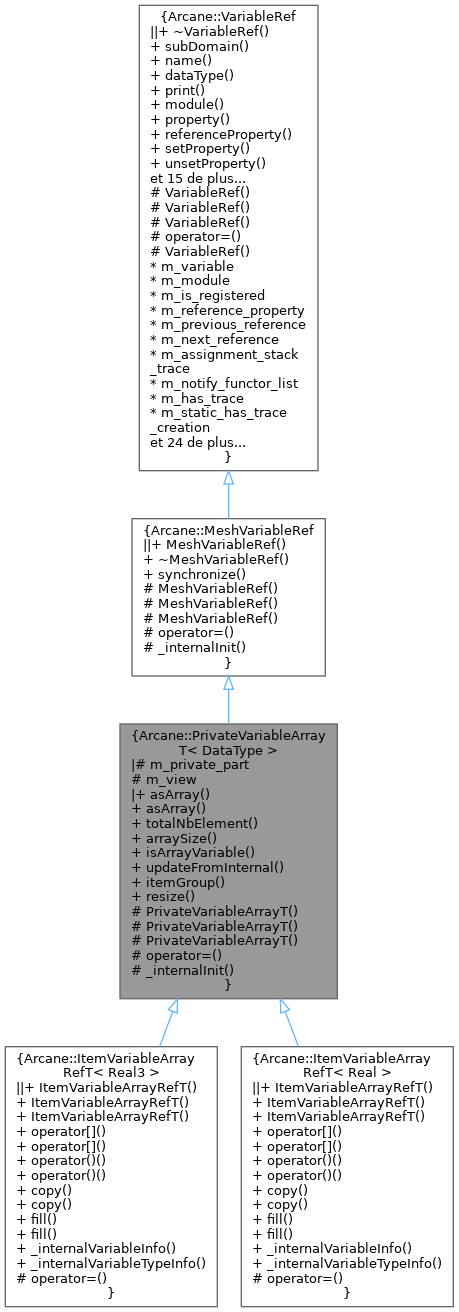 {Arcane::VariableRef
||+ ~VariableRef()
+ subDomain()
+ name()
+ dataType()
+ print()
+ module()
+ property()
+ referenceProperty()
+ setProperty()
+ unsetProperty()
et 15 de plus...
# VariableRef()
# VariableRef()
# VariableRef()
# operator=()
# VariableRef()
* m_variable
* m_module
* m_is_registered
* m_reference_property
* m_previous_reference
* m_next_reference
* m_assignment_stack
_trace
* m_notify_functor_list
* m_has_trace
* m_static_has_trace
_creation
et 24 de plus...
}
{Arcane::MeshVariableRef
||+ MeshVariableRef()
+ ~MeshVariableRef()
+ synchronize()
# MeshVariableRef()
# MeshVariableRef()
# MeshVariableRef()
# operator=()
# _internalInit()
}
{Arcane::PrivateVariableArray
T< DataType >
|# m_private_part
# m_view
|+ asArray()
+ asArray()
+ totalNbElement()
+ arraySize()
+ isArrayVariable()
+ updateFromInternal()
+ itemGroup()
+ resize()
# PrivateVariableArrayT()
# PrivateVariableArrayT()
# PrivateVariableArrayT()
# operator=()
# _internalInit()
}
{Arcane::ItemVariableArray
RefT< Real3 >
||+ ItemVariableArrayRefT()
+ ItemVariableArrayRefT()
+ ItemVariableArrayRefT()
+ operator[]()
+ operator[]()
+ operator()()
+ operator()()
+ copy()
+ copy()
+ fill()
+ fill()
+ _internalVariableInfo()
+ _internalVariableTypeInfo()
# operator=()
}
{Arcane::ItemVariableArray
RefT< Real >
||+ ItemVariableArrayRefT()
+ ItemVariableArrayRefT()
+ ItemVariableArrayRefT()
+ operator[]()
+ operator[]()
+ operator()()
+ operator()()
+ copy()
+ copy()
+ fill()
+ fill()
+ _internalVariableInfo()
+ _internalVariableTypeInfo()
# operator=()
}